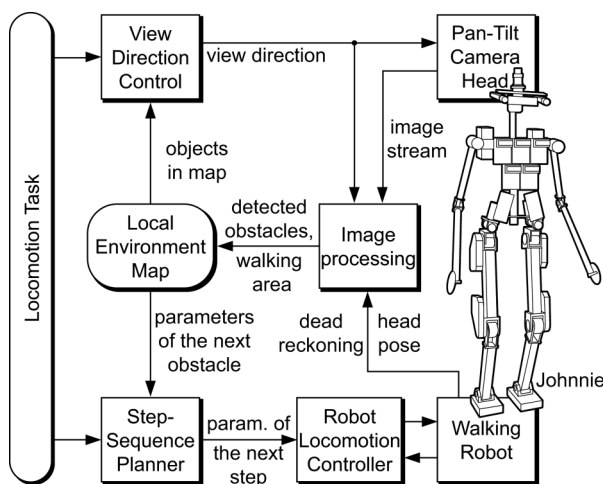 Locomotion Task
View
Direction
Control
view direction
Pan-Tilt
Camera
Head
objects
in map
image
stream
Local
Environment
Map
detected
obstacles,
walking
area
Image
processing
parameters
of the next
obstacle
dead
reckoning
head
pose
Johnnie
Step-
Sequence
Planner
param. of
the next
step
Robot
Locomotion
Controller
Walking
Robot